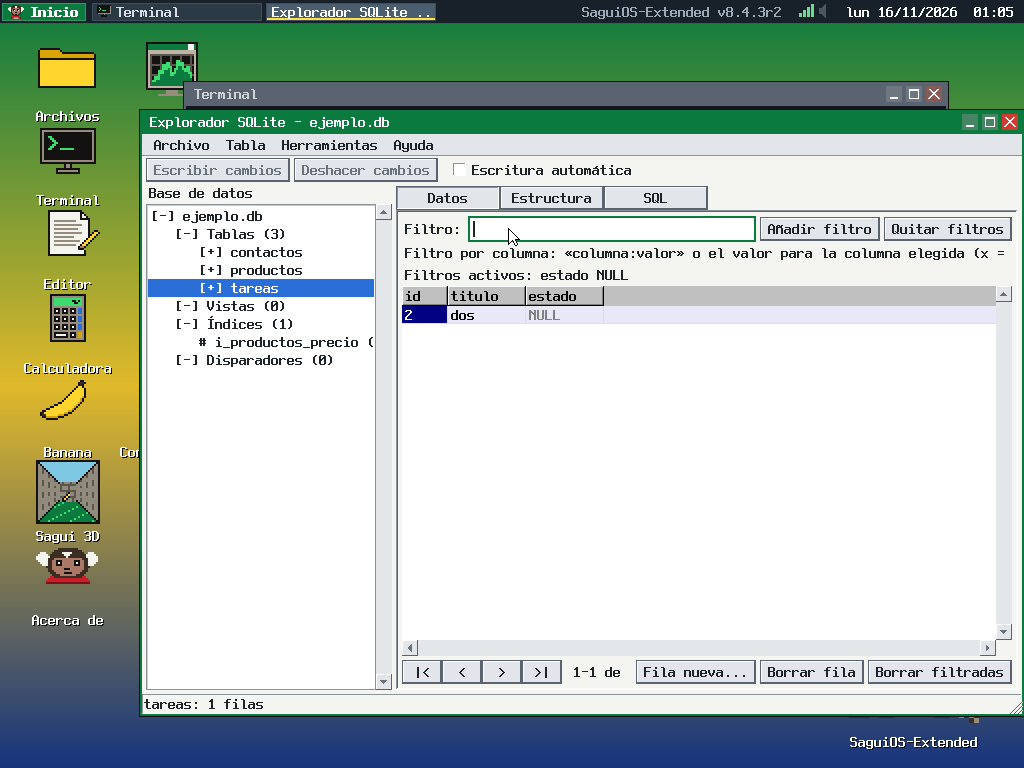 Inicio
Terminal
Explorador SQLite ..
SaguiOS-Extended v8.4.3r2
lun 16/11/2026 01:05
Archivos
Terminal
Editor
Calculadora
Banana
Sagui 3D
Acerca de
SaguiOS-Extended
Terminal
Explorador SQLite - ejemplo.db
Archivo Tabla Herramientas Ayuda
Escribir cambios Deshacer cambios Escritura automática
Base de datos
[-] ejemplo.db
[-] Tablas (3)
[+] contactos
[+] productos
[+] tareas
[-] Vistas (0)
[-] Índices (1)
# i_productos_precio (
[-] Disparadores (0)
Datos Estructura SQL
Filtro: Añadir filtro Quitar filtros
Filtro por columna: «columna:valor» o el valor para la columna elegida (x =
Filtros activos: estado NULL
id titulo estado
2 dos NULL
|< < > >| 1-1 de Fila nueva... Borrar fila Borrar filtradas
tareas: 1 filas